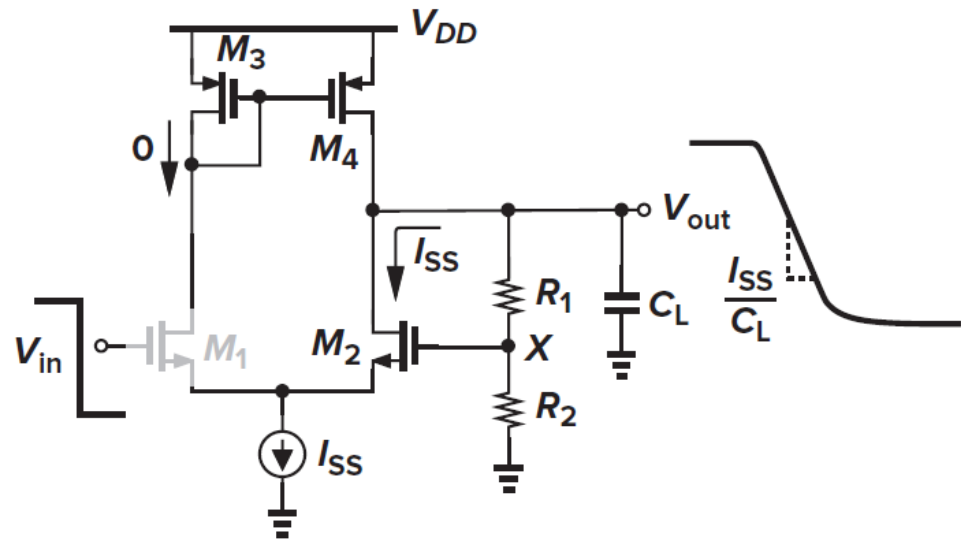 V_DD
M_3
0
M_4
V_out
I_SS
R_1
C_L
I_SS
C_L
V_in
M_1
M_2
X
R_2
I_SS